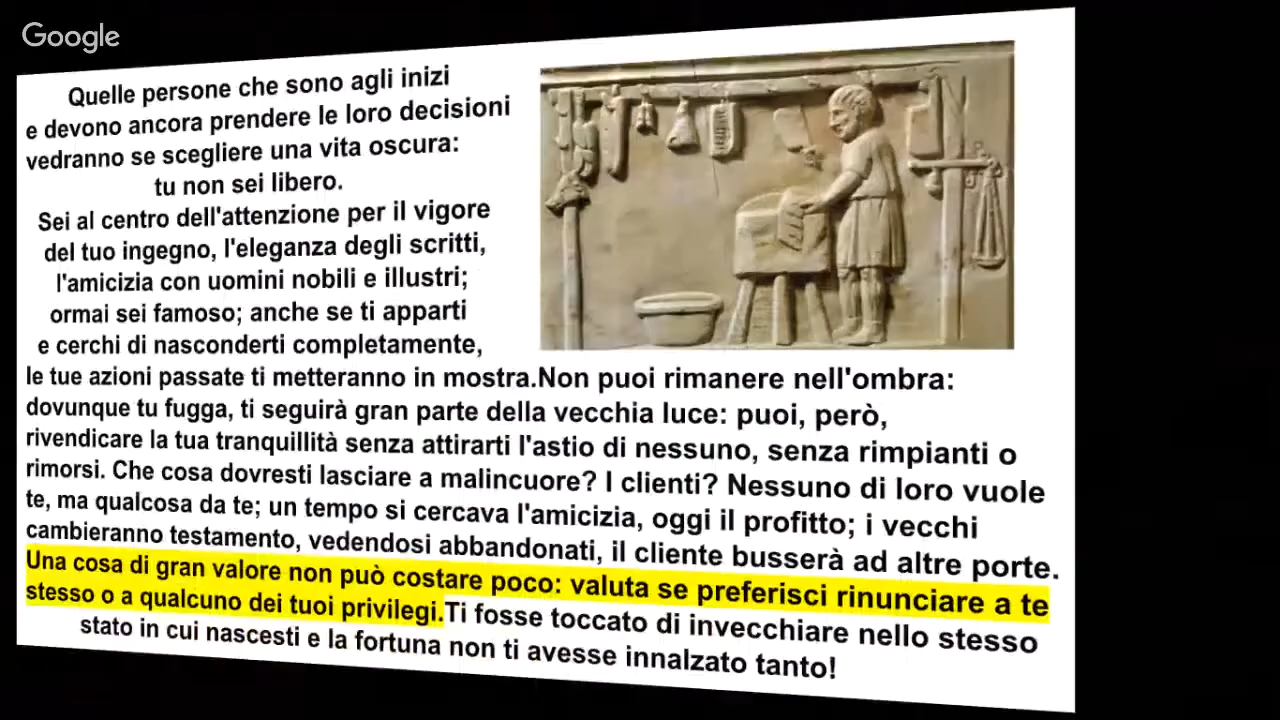 Google
Quelle persone che sono agli inizi
e devono ancora prendere le loro decisioni
vedranno se scegliere una vita oscura:
tu non sei libero.
Sei al centro dell'attenzione per il vigore
del tuo ingegno, l'eleganza degli scritti,
l'amicizia con uomini nobili e illustri;
ormai sei famoso; anche se ti apparti
e cerchi di nasconderti completamente,
le tue azioni passate ti metteranno in mostra.Non puoi rimanere nell'ombra:
dovunque tu fugga, ti seguirà gran parte della vecchia luce: puoi, però,
rivendicare la tua tranquillità senza attirarti l'astio di nessuno, senza rimpianti o
rimorsi. Che cosa dovresti lasciare a malincuore? I clienti? Nessuno di loro vuole
te, ma qualcosa da te; un tempo si cercava l'amicizia, oggi il profitto; i vecchi
cambieranno testamento, vedendosi abbandonati, il cliente busserà ad altre porte.
Una cosa di gran valore non può costare poco: valuta se preferisci rinunciare a te
stesso o a qualcuno dei tuoi privilegi.Ti fosse toccato di invecchiare nello stesso
stato in cui nascesti e la fortuna non ti avesse innalzato tanto!